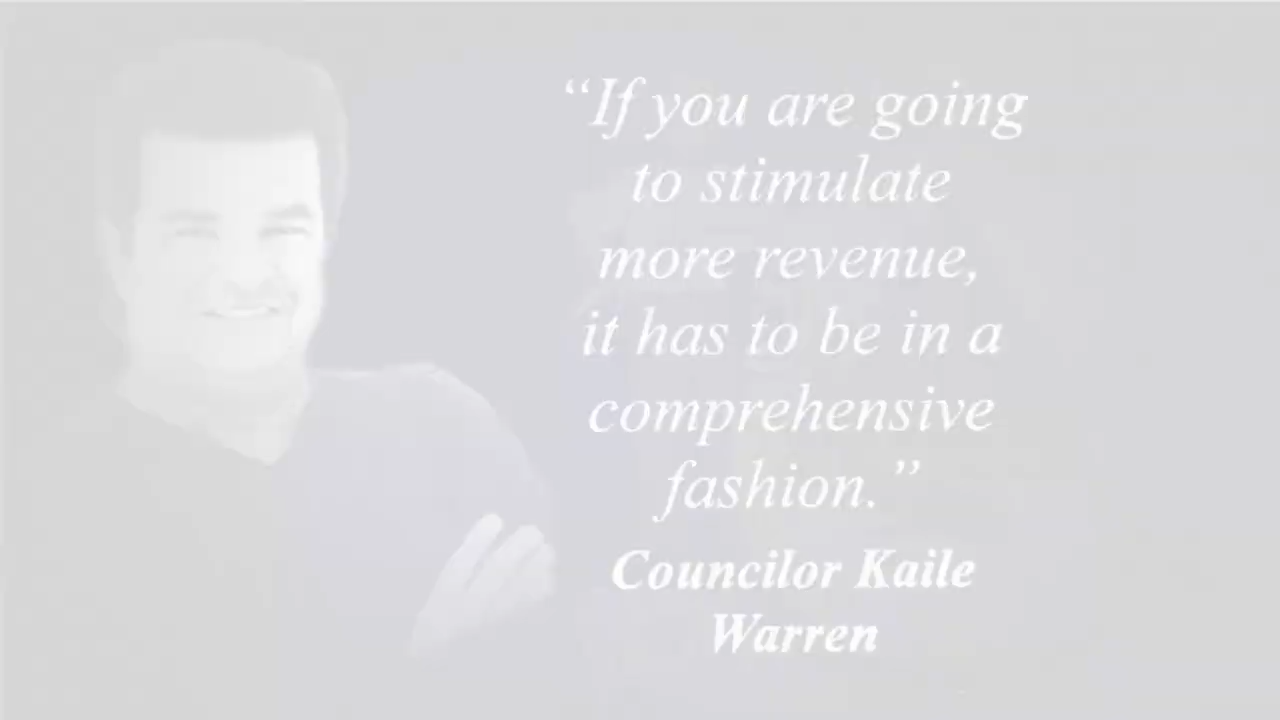 “If you are going
to stimulate
more revenue,
it has to be in a
comprehensive
fashion.”
Councilor Kaile
Warren